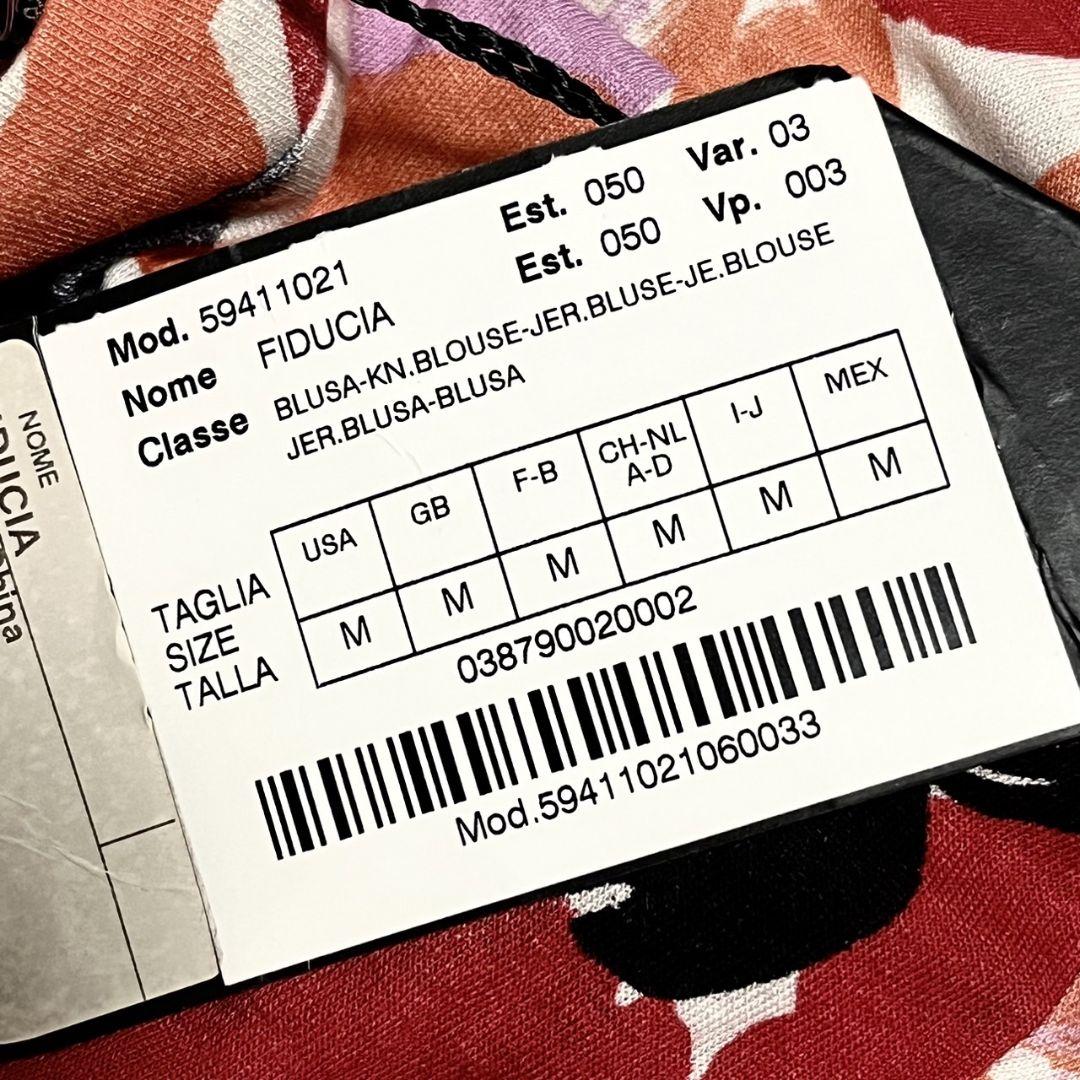 Est. 050 Var. 03
Est. 050 Vp. 003
Mod. 59411021
Nome FIDUCIA
Classe BLUSA-KN.BLOUSE-JER.BLUSE-JE.BLOUSE
JER.BLUSA-BLUSA
USA GB F-B CH-NL A-D I-J MEX
TAGLIA
SIZE
TALLA
M M M M M M
038790020002
Mod.59411021060033
NOME